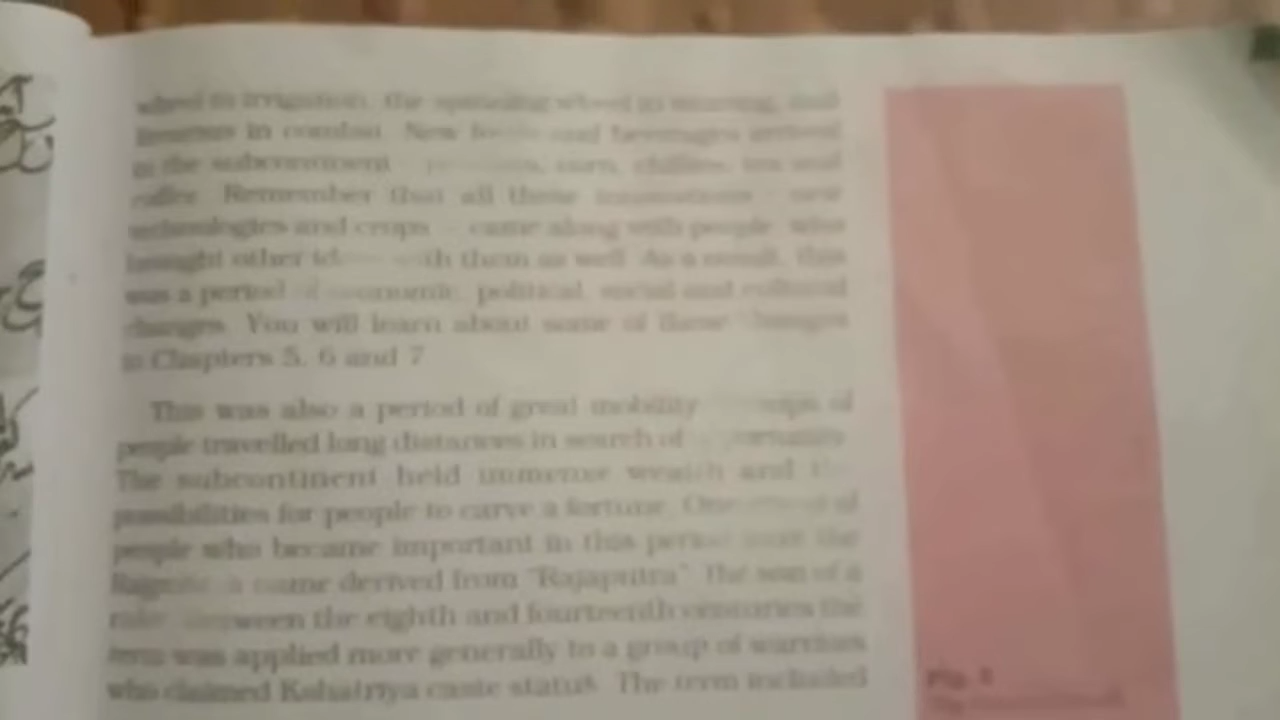 wheel in irrigation, the spinning wheel in weaving, and
firearms in combat. New foods and beverages arrived
in the subcontinent – corn, chillies, tea and
coffee. Remember that all these innovations – new
technologies and crops – came along with people, who
brought other with them as well. As a result, this
was a period of economic, political, social and cultural
changes. You will learn about some of these changes
in Chapters 5, 6 and 7
This was also a period of great mobility of
people travelled long distances in search of
The subcontinent held immense wealth and the
possibilities for people to carve a fortune. One of
people who became important in this period were the
a name derived from "Rajaputra" the son of a
ruler. Between the eighth and fourteenth centuries the
term was applied more generally to a group of warriors
who claimed Kshatriya caste status. The term included
Fig.